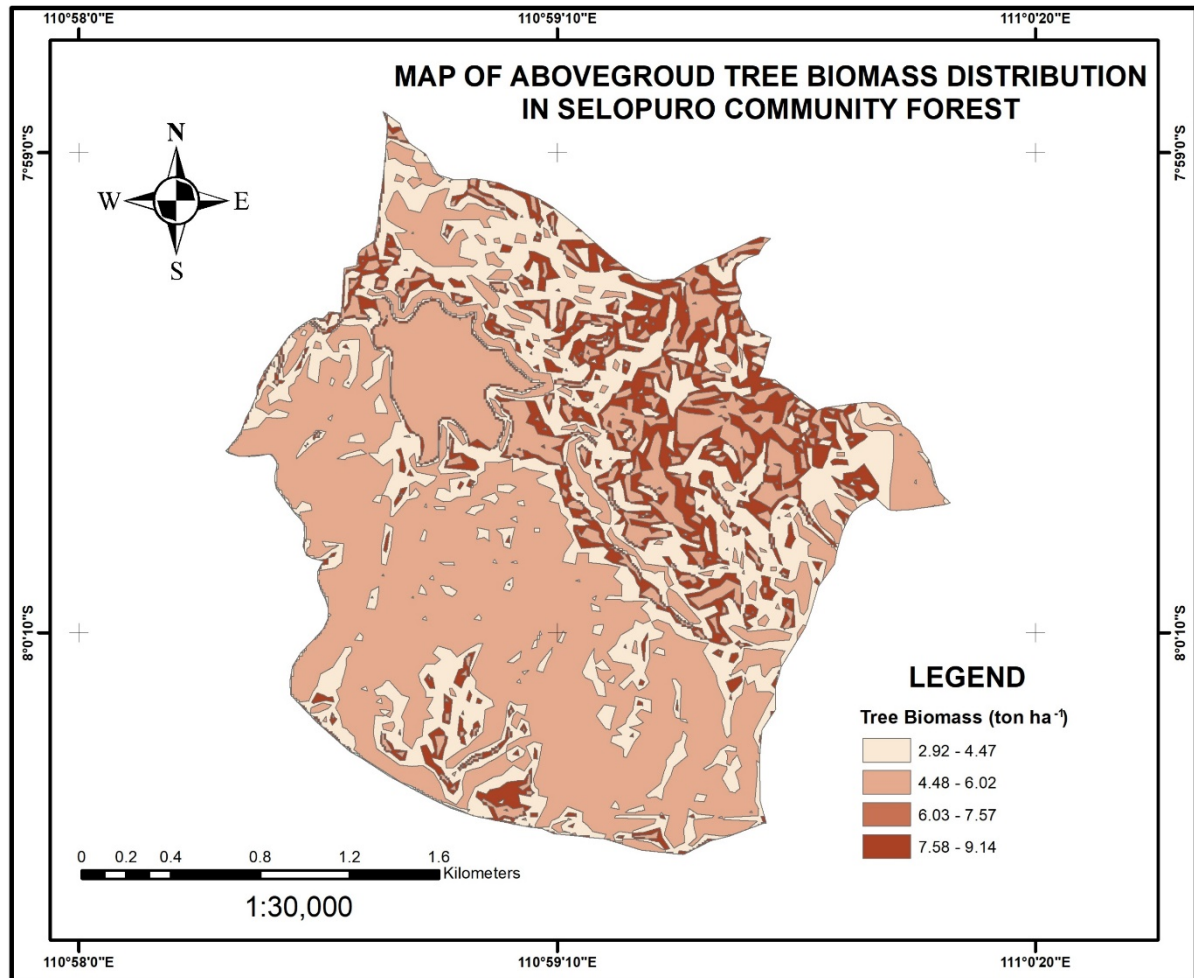 110°58'0"E 110°59'10"E 111°0'20"E
MAP OF ABOVEGROUD TREE BIOMASS DISTRIBUTION
IN SELOPURO COMMUNITY FOREST
7°59'0"S 7°59'0"S
N
W E
S
8°0'10"S 8°0'10"S
LEGEND
Tree Biomass (ton ha⁻¹)
2.92 - 4.47
4.48 - 6.02
6.03 - 7.57
7.58 - 9.14
0 0.2 0.4 0.8 1.2 1.6
Kilometers
1:30,000
110°58'0"E 110°59'10"E 111°0'20"E